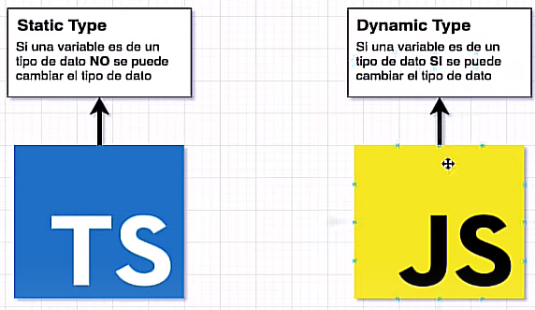 Static Type
Si una variable es de un
tipo de dato NO se puede
cambiar el tipo de dato
Dynamic Type
Si una variable es de un
tipo de dato SI se puede
cambiar el tipo de dato
TS
JS